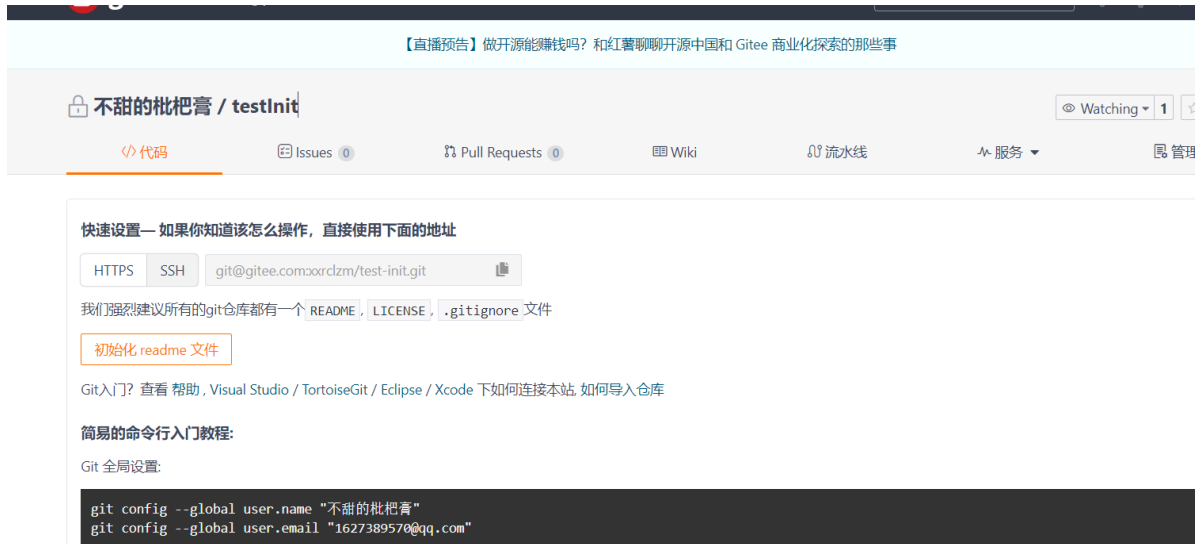 【直播预告】做开源能赚钱吗？和红薯聊聊开源中国和 Gitee 商业化探索的那些事
不甜的枇杷膏 / testInit
Watching 1
</> 代码 Issues 0 Pull Requests 0 Wiki 流水线 服务 管理
快速设置— 如果你知道该怎么操作，直接使用下面的地址
HTTPS SSH git@gitee.com:xxrclzm/test-init.git
我们强烈建议所有的git仓库都有一个 README, LICENSE, .gitignore 文件
初始化 readme 文件
Git入门？查看 帮助 , Visual Studio / TortoiseGit / Eclipse / Xcode 下如何连接本站, 如何导入仓库
简易的命令行入门教程:
Git 全局设置:
git config --global user.name "不甜的枇杷膏"
git config --global user.email "1627389570@qq.com"